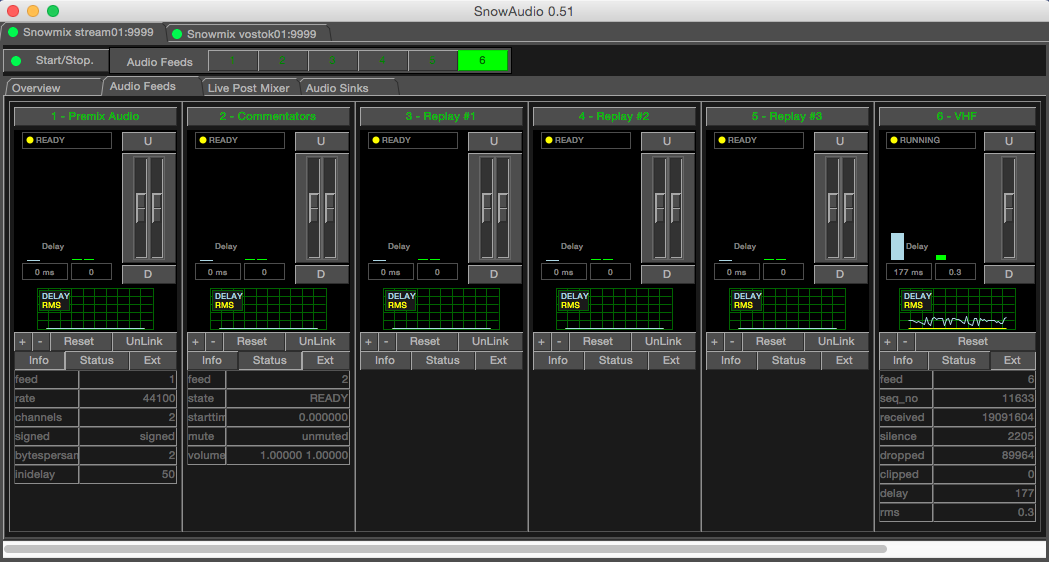 SnowAudio 0.51
Snowmix stream01:9999
Snowmix vostok01:9999
Start/Stop.
Audio Feeds
1 2 3 4 5 6
Overview
Audio Feeds
Live Post Mixer
Audio Sinks
1 - Premix Audio
READY
U
Delay
0 ms
0
D
DELAY
RMS
+ - Reset UnLink
Info Status Ext
feed 1
rate 44100
channels 2
signed signed
bytespersam 2
inidelay 50
2 - Commentators
READY
U
Delay
0 ms
0
D
DELAY
RMS
+ - Reset UnLink
Info Status Ext
feed 2
state READY
starttim 0.000000
mute unmuted
volume 1.00000 1.00000
3 - Replay #1
READY
U
Delay
0 ms
0
D
DELAY
RMS
+ - Reset UnLink
Info Status Ext
4 - Replay #2
READY
U
Delay
0 ms
0
D
DELAY
RMS
+ - Reset UnLink
Info Status Ext
5 - Replay #3
READY
U
Delay
0 ms
0
D
DELAY
RMS
+ - Reset UnLink
Info Status Ext
6 - VHF
RUNNING
U
Delay
177 ms
0.3
D
DELAY
RMS
+ - Reset
Info Status Ext
feed 6
seq_no 11633
received 19091604
silence 2205
dropped 89964
clipped 0
delay 177
rms 0.3